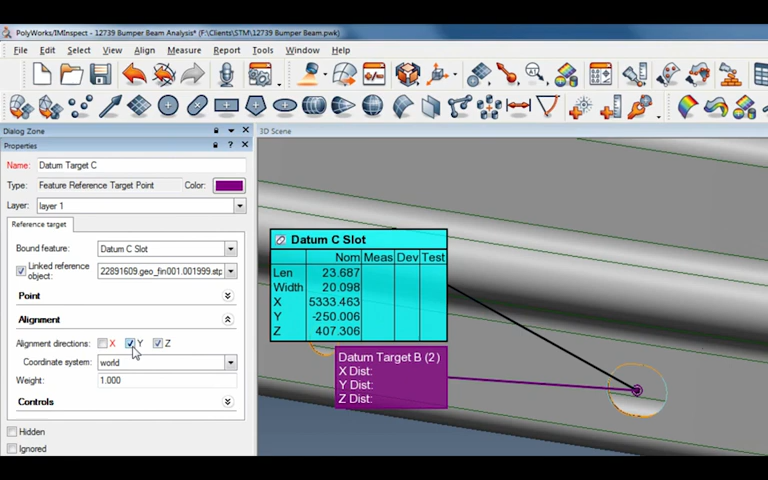 PolyWorks/IMInspect - 12739 Bumper Beam Analysis* (F:\Clients\STM\12739 Bumper Beam.pwk)
File Edit Select View Align Measure Report Tools Window Help
Dialog Zone
3D Scene
Properties
Name: Datum Target C
Type: Feature Reference Target Point Color:
Layer: layer 1
Reference target
Bound feature: Datum C Slot
Linked reference object: 22891609.geo_fin001.001999.stp
Point
Alignment
Alignment directions: X Y Z
Coordinate system: world
Weight: 1.000
Controls
Hidden
Ignored
Datum C Slot
Nom Meas Dev Test
Len 23.687
Width 20.098
X 5333.463
Y -250.006
Z 407.306
Datum Target B (2)
X Dist:
Y Dist:
Z Dist: